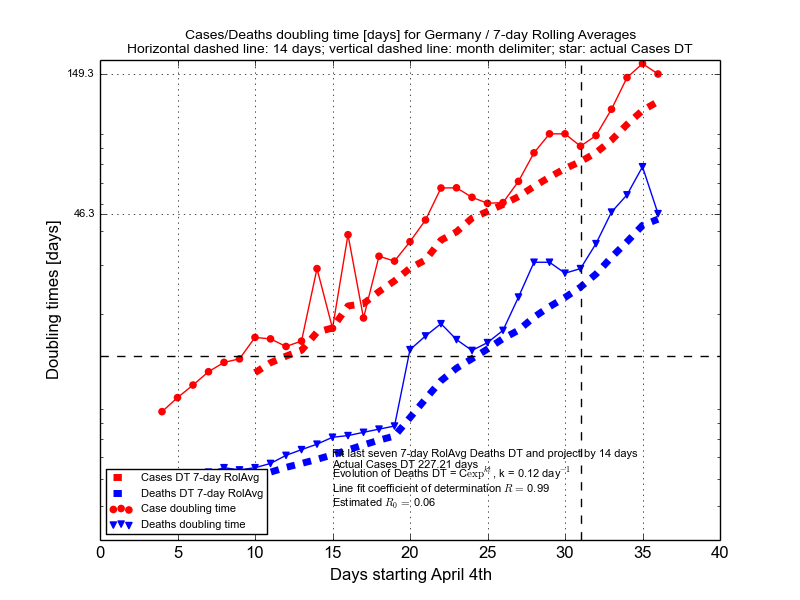 Cases/Deaths doubling time [days] for Germany / 7-day Rolling Averages
Horizontal dashed line: 14 days; vertical dashed line: month delimiter; star: actual Cases DT
149.3
46.3
Doubling times [days]
Fit last seven 7-day RolAvg Deaths DT and project by 14 days
Actual Cases DT 227.21 days
Evolution of Deaths DT = Cexp^kt, k = 0.12 day^−1
Line fit coefficient of determination R = 0.99
Estimated R_0 = 0.06
Cases DT 7-day RolAvg
Deaths DT 7-day RolAvg
Case doubling time
Deaths doubling time
0 5 10 15 20 25 30 35 40
Days starting April 4th